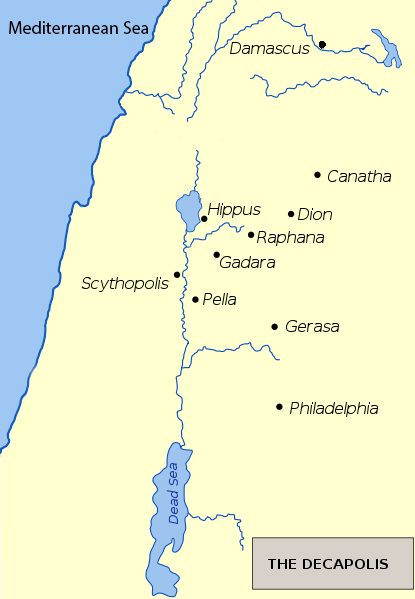 Mediterranean Sea
Damascus
Canatha
Hippus
Dion
Raphana
Gadara
Scythopolis
Pella
Gerasa
Philadelphia
Dead Sea
THE DECAPOLIS